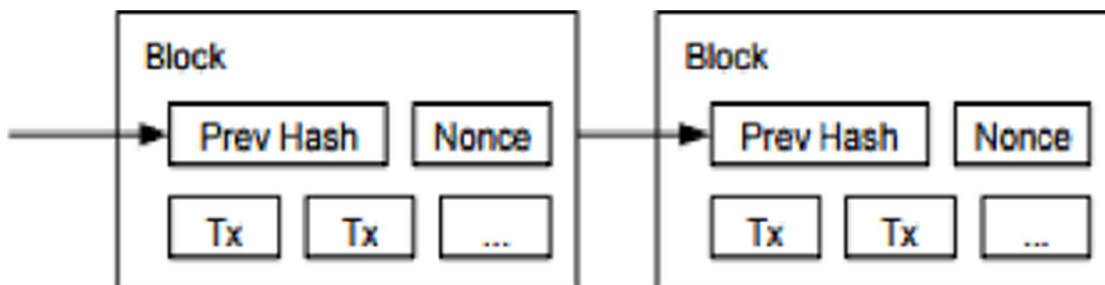 Block
Prev Hash
Nonce
Tx
Tx
...
Block
Prev Hash
Nonce
Tx
Tx
...